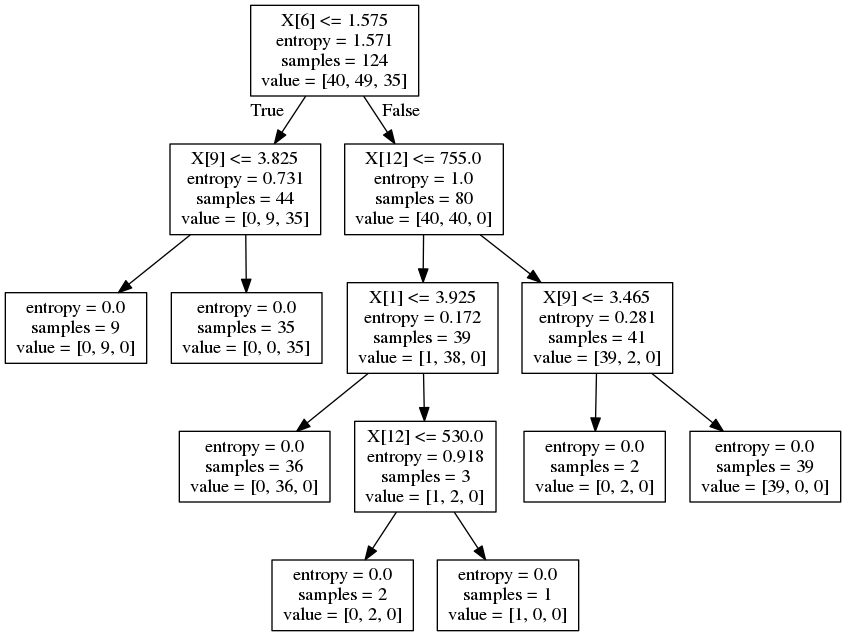 X[6] <= 1.575
entropy = 1.571
samples = 124
value = [40, 49, 35]
True
False
X[9] <= 3.825
entropy = 0.731
samples = 44
value = [0, 9, 35]
X[12] <= 755.0
entropy = 1.0
samples = 80
value = [40, 40, 0]
entropy = 0.0
samples = 9
value = [0, 9, 0]
entropy = 0.0
samples = 35
value = [0, 0, 35]
X[1] <= 3.925
entropy = 0.172
samples = 39
value = [1, 38, 0]
X[9] <= 3.465
entropy = 0.281
samples = 41
value = [39, 2, 0]
entropy = 0.0
samples = 36
value = [0, 36, 0]
X[12] <= 530.0
entropy = 0.918
samples = 3
value = [1, 2, 0]
entropy = 0.0
samples = 2
value = [0, 2, 0]
entropy = 0.0
samples = 39
value = [39, 0, 0]
entropy = 0.0
samples = 2
value = [0, 2, 0]
entropy = 0.0
samples = 1
value = [1, 0, 0]